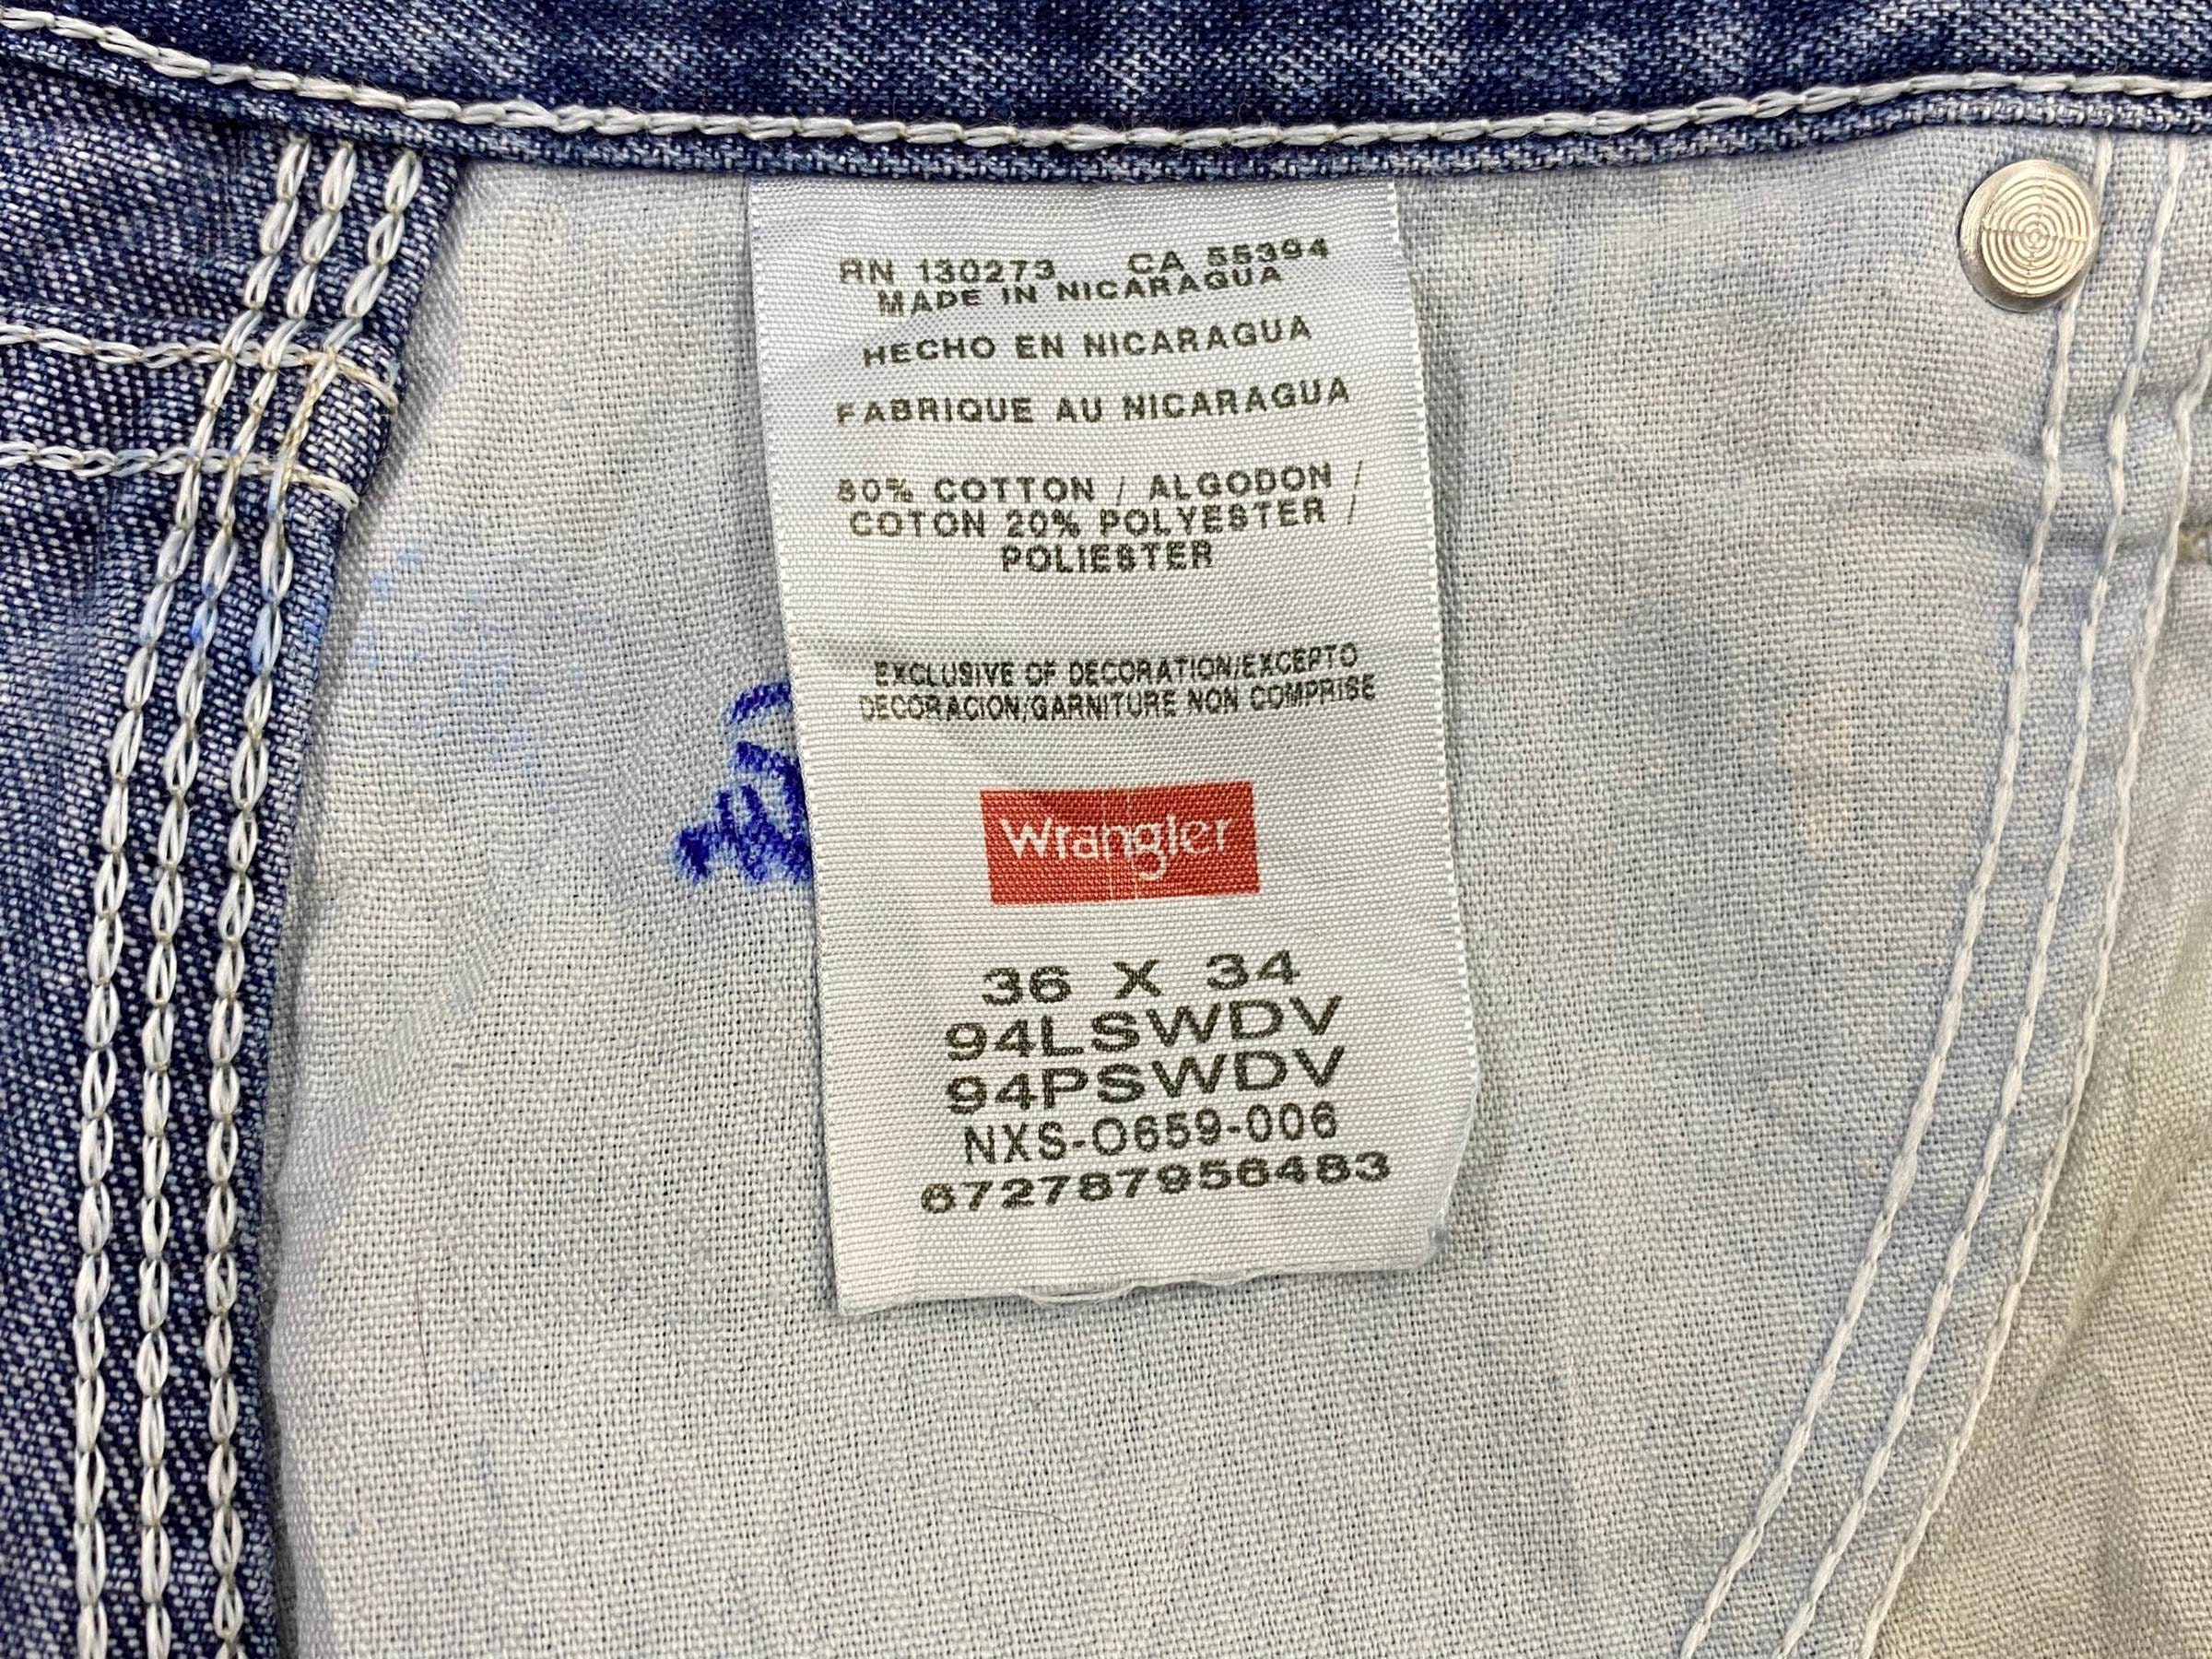 RN 130273 CA 55394
MADE IN NICARAGUA
HECHO EN NICARAGUA
FABRIQUE AU NICARAGUA
80% COTTON / ALGODON /
COTON 20% POLYESTER /
POLIESTER
EXCLUSIVE OF DECORATION/EXCEPTO
DECORACION/GARNITURE NON COMPRISE
Wrangler
36 X 34
94LSWDV
94PSWDV
NXS-O659-006
672787956483